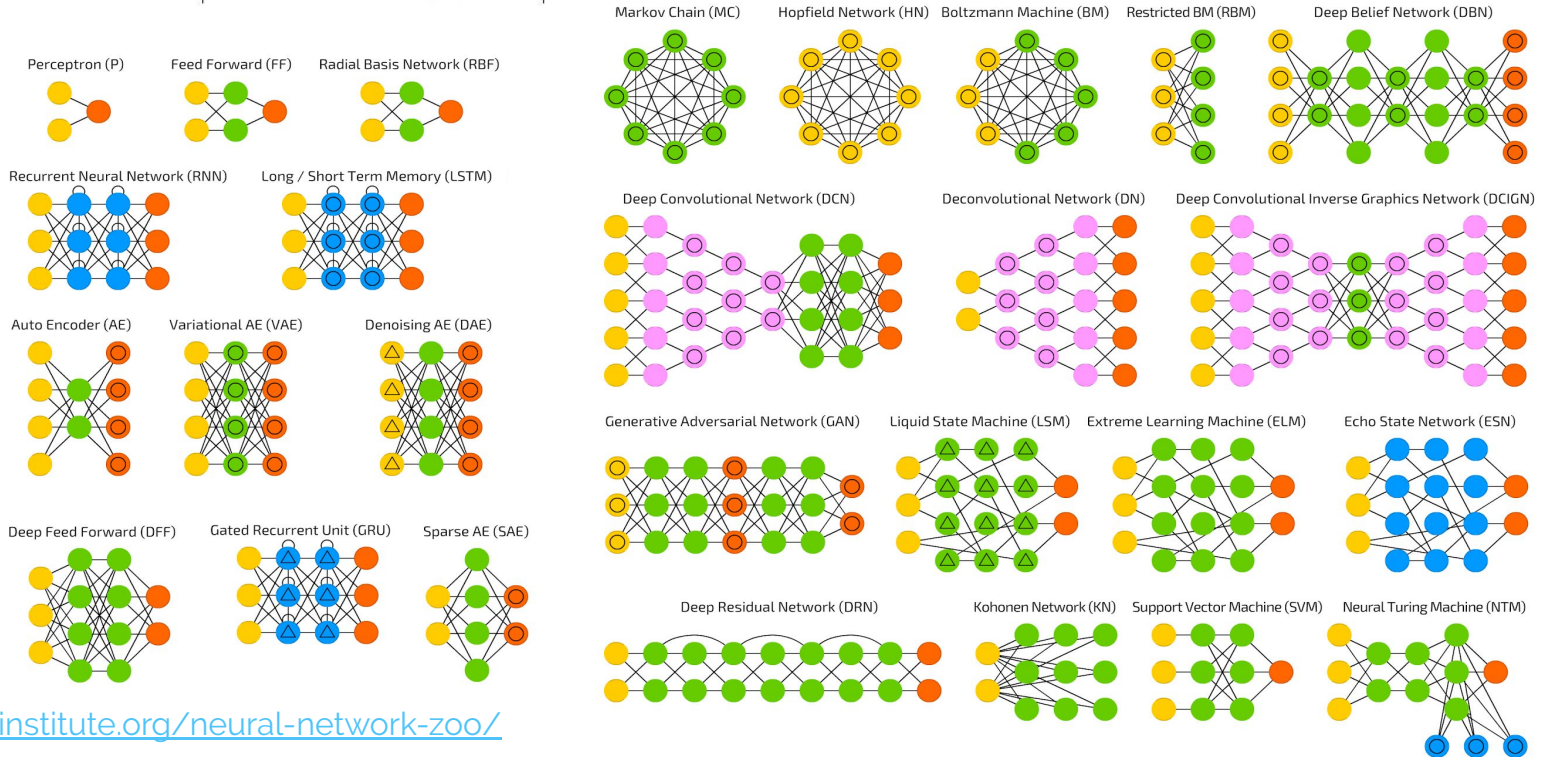 Perceptron (P)
Feed Forward (FF)
Radial Basis Network (RBF)
Recurrent Neural Network (RNN)
Long / Short Term Memory (LSTM)
Auto Encoder (AE)
Variational AE (VAE)
Denoising AE (DAE)
Deep Feed Forward (DFF)
Gated Recurrent Unit (GRU)
Sparse AE (SAE)
institute.org/neural-network-zoo/
Markov Chain (MC)
Hopfield Network (HN)
Boltzmann Machine (BM)
Restricted BM (RBM)
Deep Belief Network (DBN)
Deep Convolutional Network (DCN)
Deconvolutional Network (DN)
Deep Convolutional Inverse Graphics Network (DCIGN)
Generative Adversarial Network (GAN)
Liquid State Machine (LSM)
Extreme Learning Machine (ELM)
Echo State Network (ESN)
Deep Residual Network (DRN)
Kohonen Network (KN)
Support Vector Machine (SVM)
Neural Turing Machine (NTM)